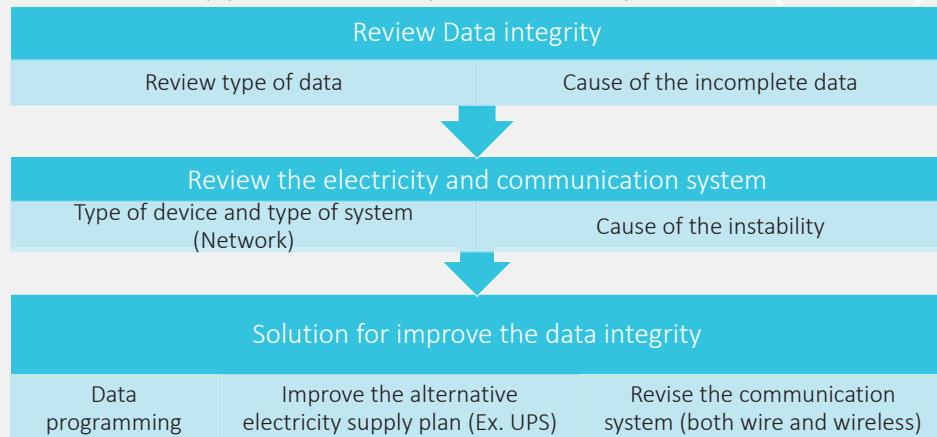 Review Data integrity
Review type of data
Cause of the incomplete data
Review the electricity and communication system
Type of device and type of system
(Network)
Cause of the instability
Solution for improve the data integrity
Data
programming
Improve the alternative
electricity supply plan (Ex. UPS)
Revise the communication
system (both wire and wireless)